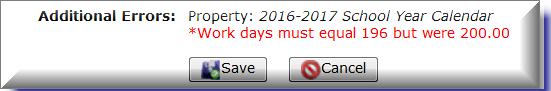 Additional Errors: Property: 2016-2017 School Year Calendar
*Work days must equal 196 but were 200.00
Save Cancel